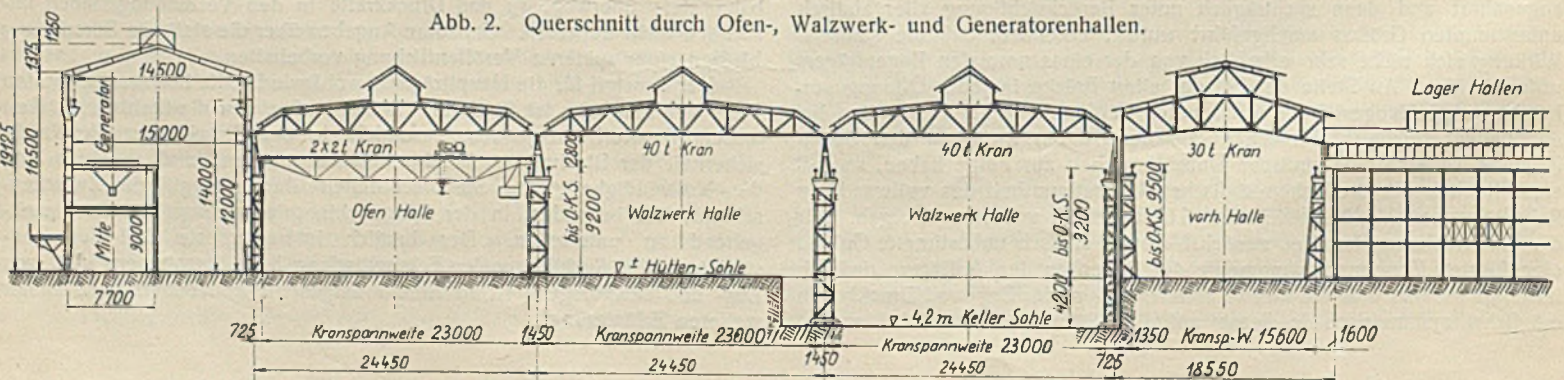 Abb. 2. Querschnitt durch Ofen-, Walzwerk- und Generatorenhallen.
1250
1375
14500
19125
16500
Generator
15000
14000
12000
Mitte
9000
7700
2x2t Kran
Ofen Halle
2800
bis O.K.S.
9200
40 t. Kran
Walzwerk Halle
± Hütten-Sohle
40 t. Kran
Walzwerk Halle
bis O.K.S.
3200
4200
-4,2 m. Keller Sohle
30 t Kran
bis O.K.S. 9500
vorh. Halle
Lager Hallen
725
Kranspannweite 23000
1450
Kranspannweite 23000
1450
Kranspannweite 23000
725
1350
Kransp.-W. 15600
1600
24450
24450
24450
18550